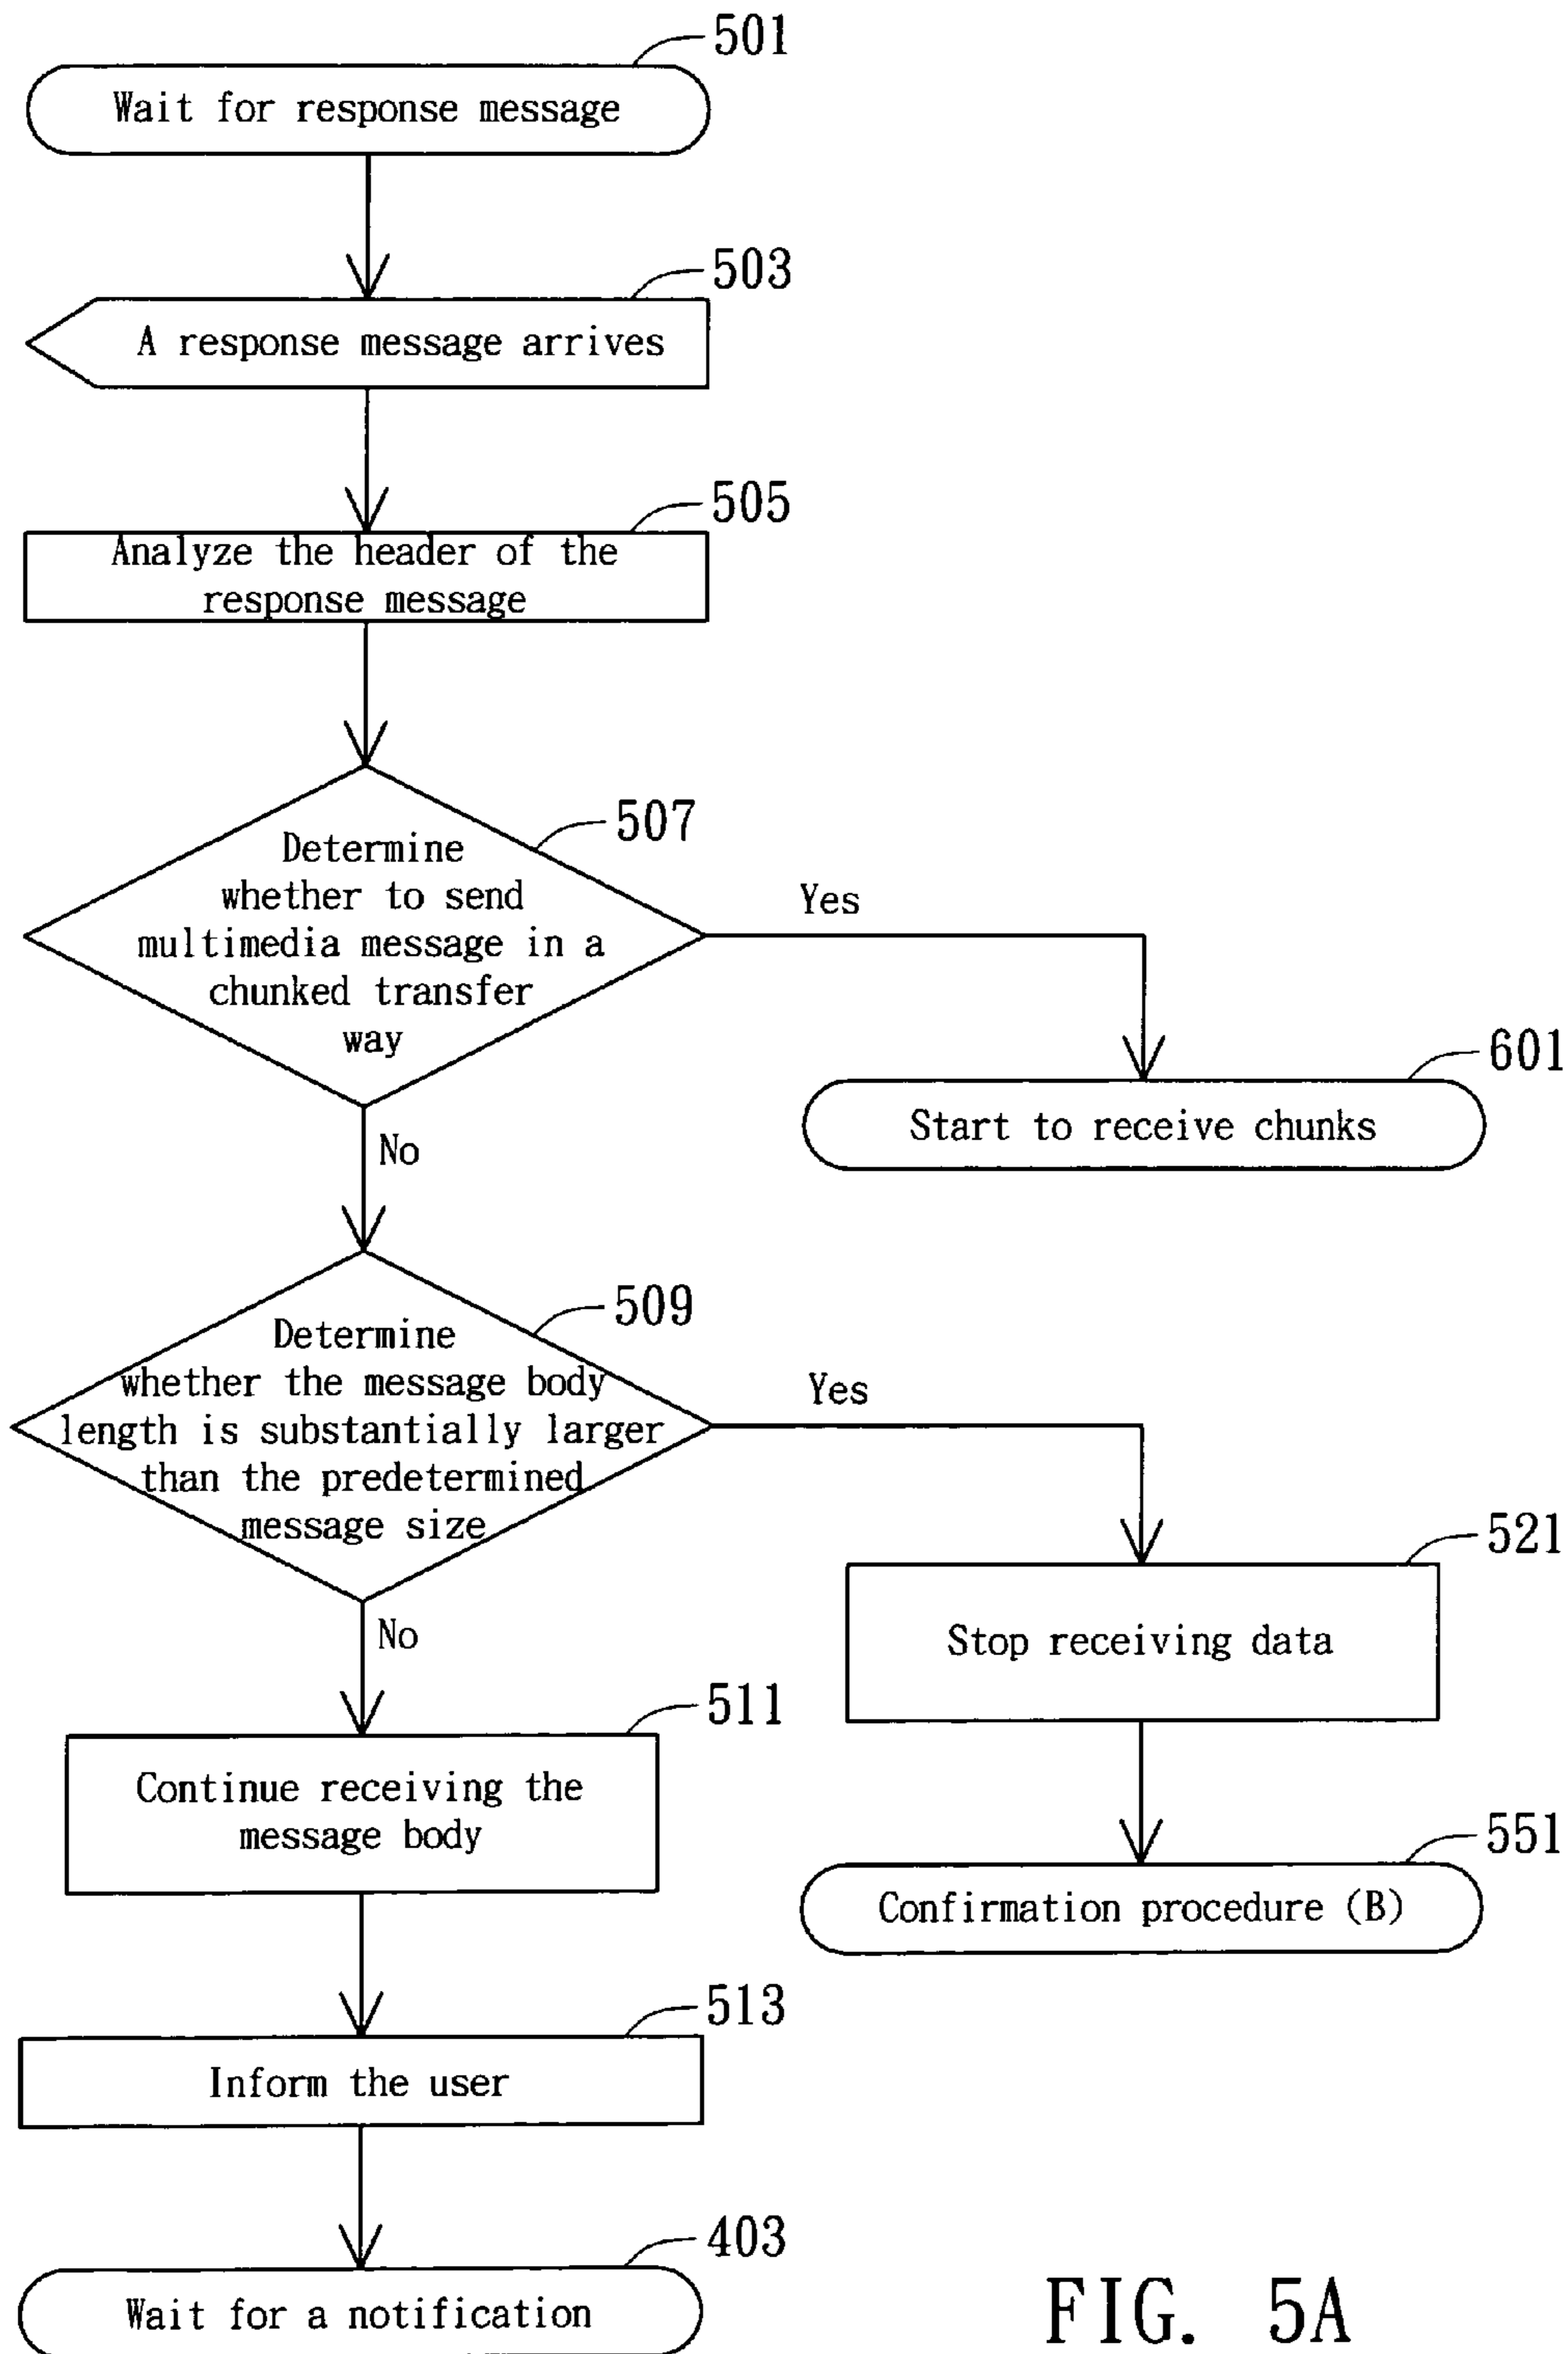 501
Wait for response message
503
A response message arrives
505
Analyze the header of the
response message
507
Determine
whether to send
multimedia message in a
chunked transfer
way
Yes
601
Start to receive chunks
No
509
Determine
whether the message body
length is substantially larger
than the predetermined
message size
Yes
521
Stop receiving data
No
511
Continue receiving the
message body
551
Confirmation procedure (B)
513
Inform the user
403
Wait for a notification
FIG. 5A